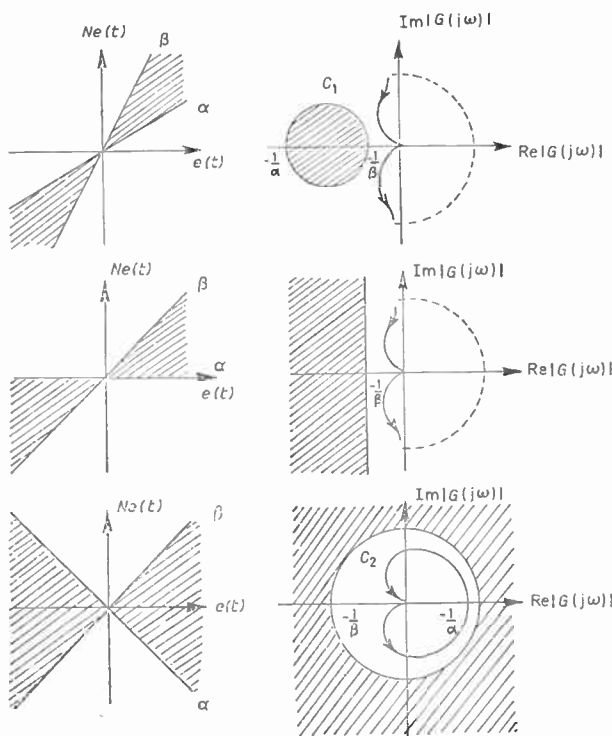 Ne(t)
β
α
e(t)
Im|G(jω)|
C₁
-1/α
-1/β
Re|G(jω)|
Ne(t)
β
α
e(t)
Im|G(jω)|
-1/β
Re|G(jω)|
Ne(t)
β
e(t)
α
Im|G(jω)|
C₂
-1/β
-1/α
Re|G(jω)|